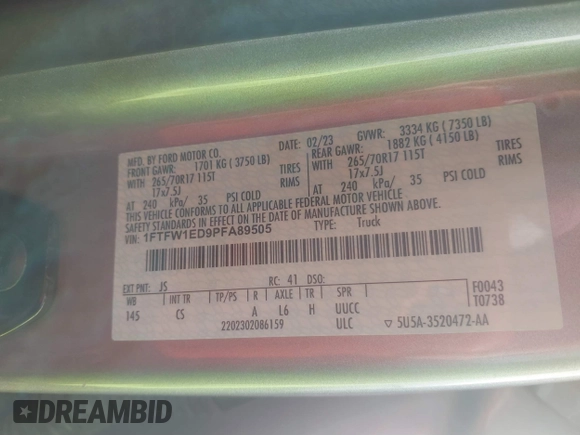 MFD. BY FORD MOTOR CO.
02/23 GVWR: 3334 KG ( 7350 LB)
FRONT GAWR: 1701 KG ( 3750 LB)
REAR GAWR: 1882 KG ( 4150 LB)
WITH 265/70R17 115T TIRES
WITH 265/70R17 115T TIRES
17x7.5J RIMS
17x7.5J RIMS
AT 240 kPa/ 35 PSI COLD
AT 240 kPa/ 35 PSI COLD
THIS VEHICLE CONFORMS TO ALL APPLICABLE FEDERAL MOTOR VEHICLE
SAFETY STANDARDS IN EFFECT ON THE DATE OF MANUFACTURE SHOWN ABOVE.
VIN: 1FTFW1ED9PFA89505 TYPE: Truck
EXT PNT: JS RC: 41 DSO:
WB INT TR TP/PS R AXLE TR SPR F0043
145 CS A L6 H UUCC T0738
2202302086159 ULC ▽ 5U5A-3520472-AA
DREAMBID